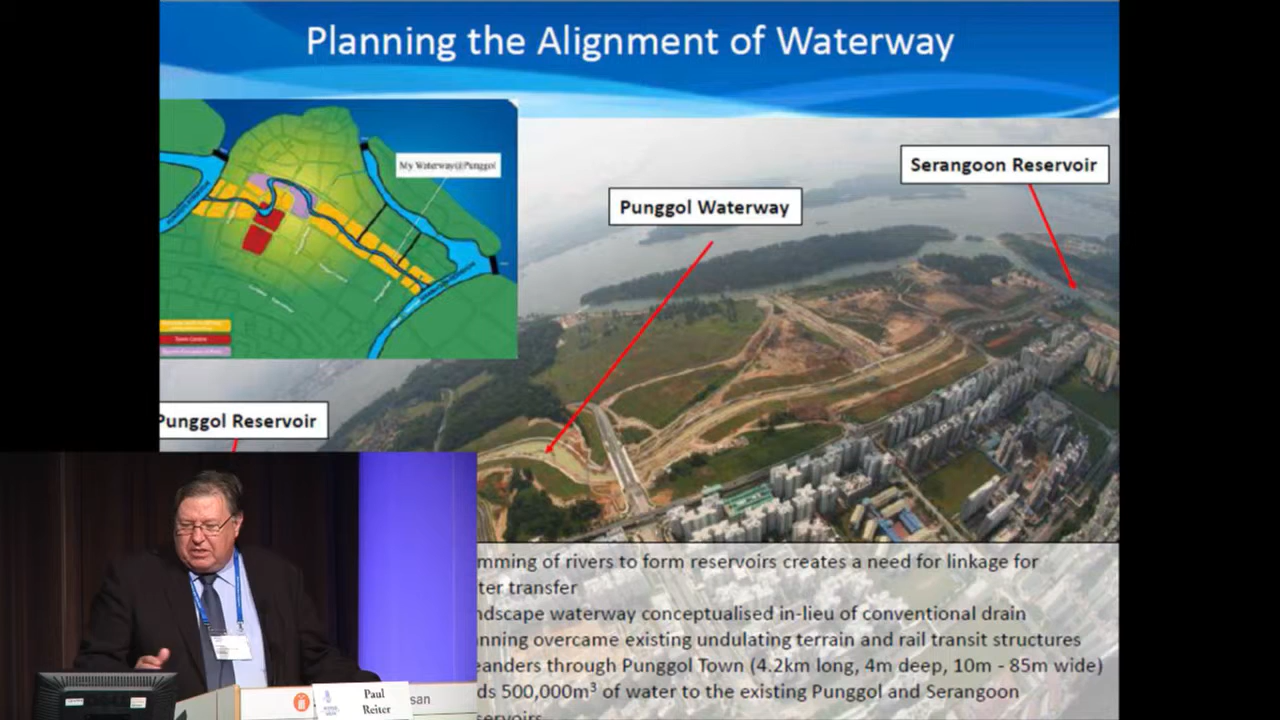 Planning the Alignment of Waterway
My Waterway@Punggol
Serangoon Reservoir
Punggol Waterway
Punggol Reservoir
mming of rivers to form reservoirs creates a need for linkage for
ter transfer
ndscape waterway conceptualised in-lieu of conventional drain
nning overcame existing undulating terrain and rail transit structures
eanders through Punggol Town (4.2km long, 4m deep, 10m - 85m wide)
ds 500,000m³ of water to the existing Punggol and Serangoon
servoirs
Town Centre
Paul
Reiter
san